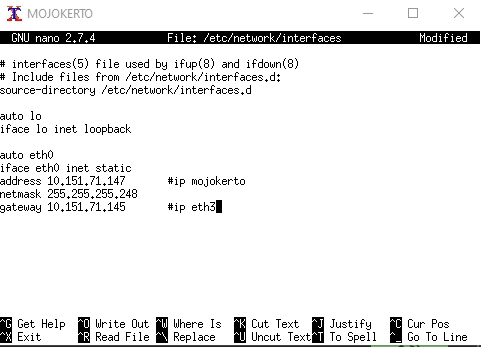 MOJOKERTO
GNU nano 2.7.4 File: /etc/network/interfaces Modified
# interfaces(5) file used by ifup(8) and ifdown(8)
# Include files from /etc/network/interfaces.d:
source-directory /etc/network/interfaces.d
auto lo
iface lo inet loopback
auto eth0
iface eth0 inet static
address 10.151.71.147 #ip mojokerto
netmask 255.255.255.248
gateway 10.151.71.145 #ip eth3
^G Get Help ^O Write Out ^W Where Is ^K Cut Text ^J Justify ^C Cur Pos
^X Exit ^R Read File ^\ Replace ^U Uncut Text ^T To Spell ^_ Go To Line